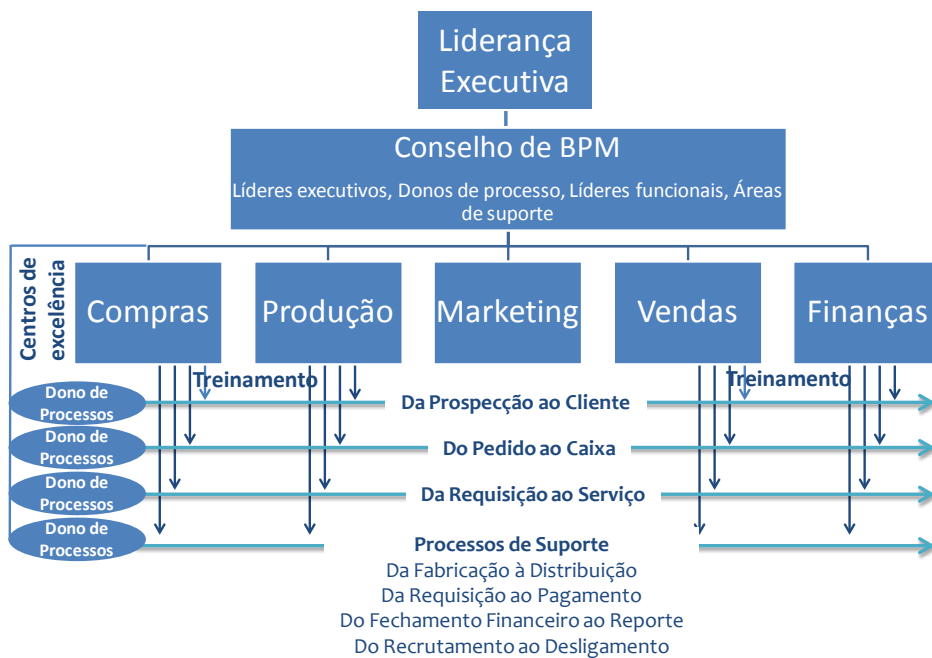 Liderança
Executiva
Conselho de BPM
Líderes executivos, Donos de processo, Líderes funcionais, Áreas
de suporte
Centros de
excelência
Compras
Produção
Marketing
Vendas
Finanças
Treinamento
Treinamento
Dono de
Processos
Da Prospecção ao Cliente
Dono de
Processos
Do Pedido ao Caixa
Dono de
Processos
Da Requisição ao Serviço
Dono de
Processos
Processos de Suporte
Da Fabricação à Distribuição
Da Requisição ao Pagamento
Do Fechamento Financeiro ao Reporte
Do Recrutamento ao Desligamento